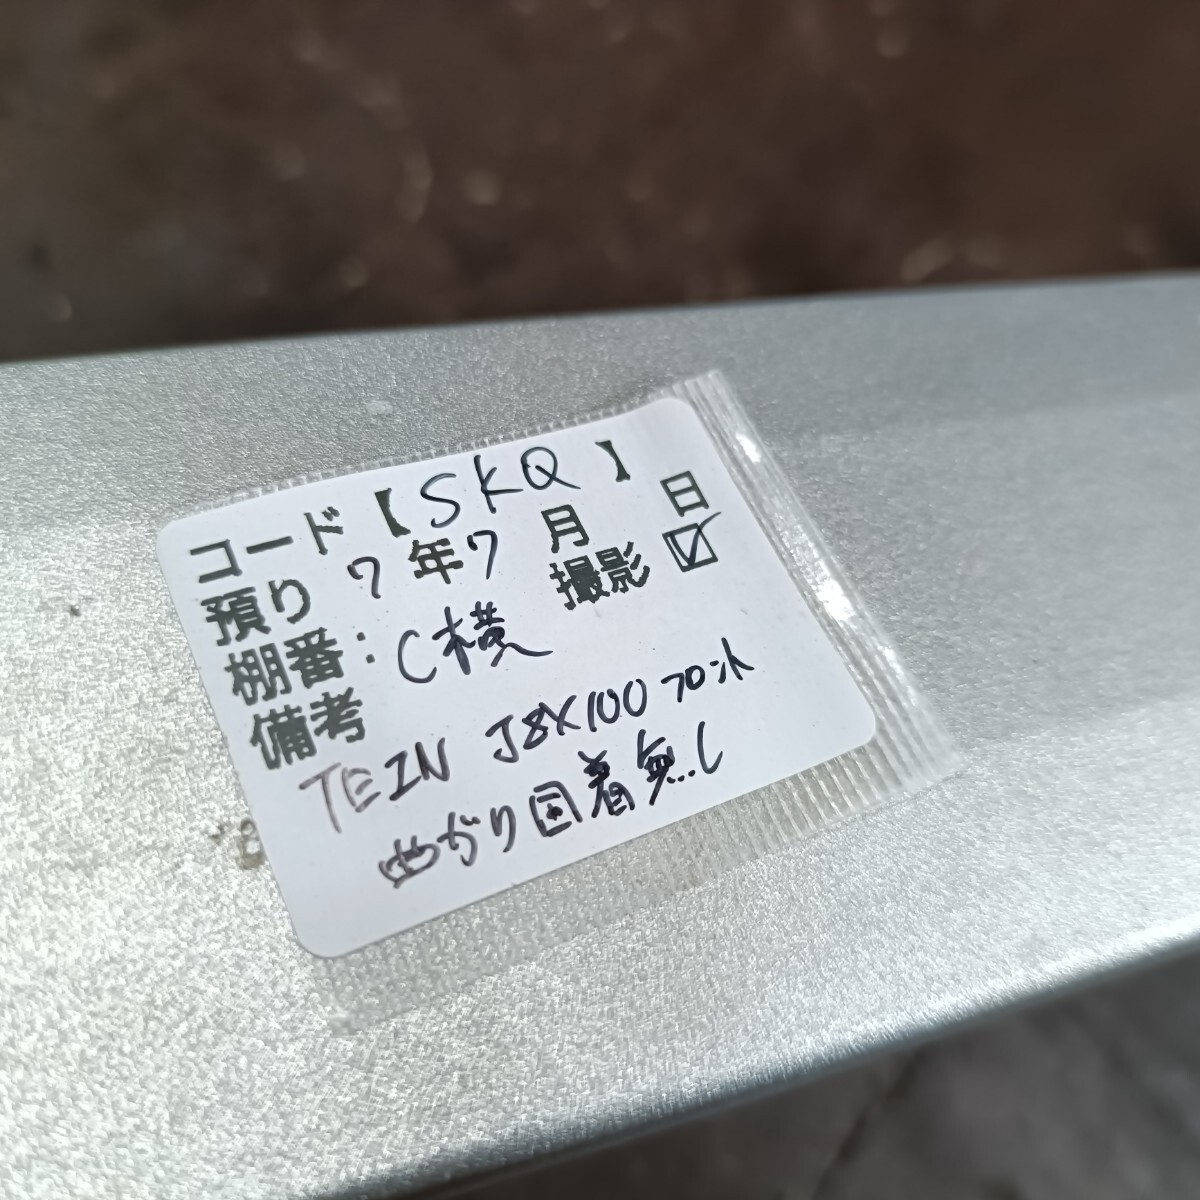 コード【SKQ】
預り 7年7月 日
棚番：C横 撮影☑
備考
TEIN JZX100 フロント
曲がり固着無し